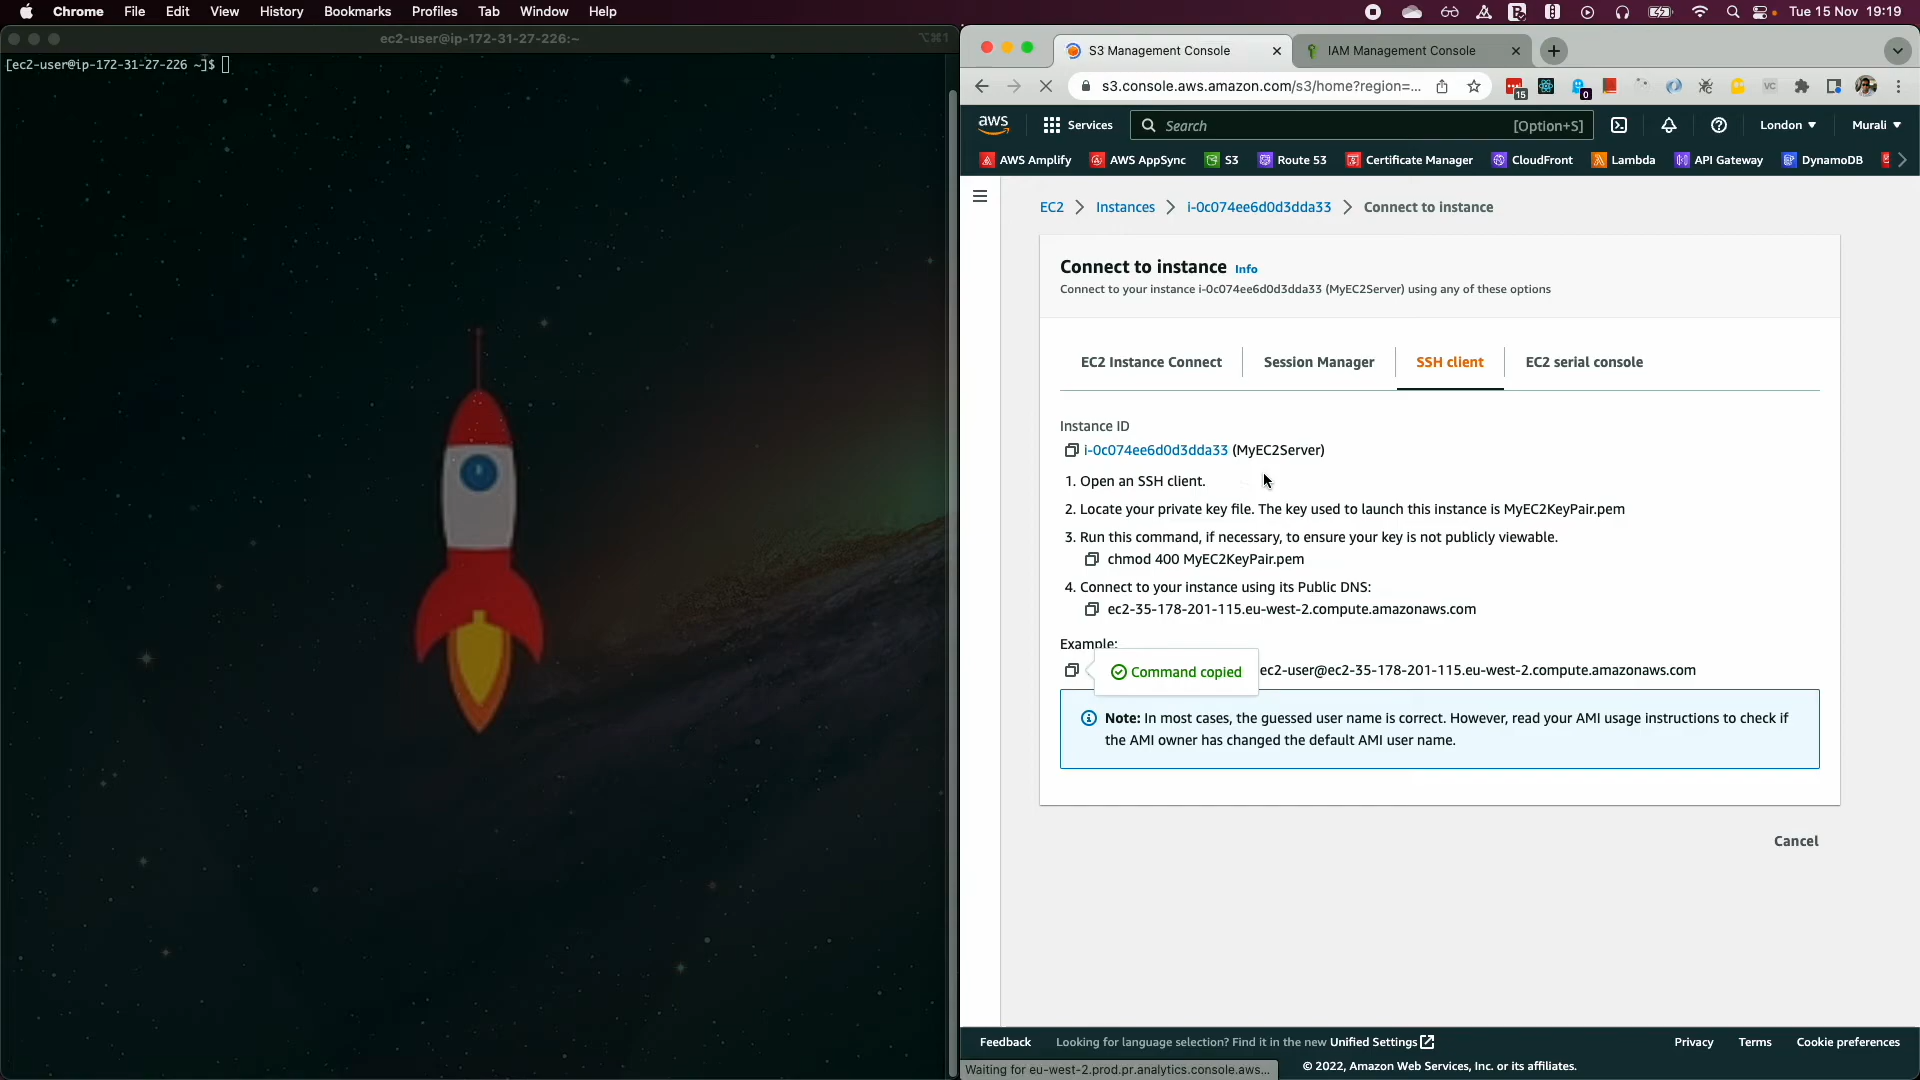 Chrome File Edit View History Bookmarks Profiles Tab Window Help
Tue 15 Nov 19:19
ec2-user@ip-172-31-27-226:~
⌥⌘1
[ec2-user@ip-172-31-27-226 ~]$
S3 Management Console
IAM Management Console
s3.console.aws.amazon.com/s3/home?region=...
15
0
VC
aws
Services
Search
[Option+S]
London
Murali
AWS Amplify
AWS AppSync
S3
Route 53
Certificate Manager
CloudFront
Lambda
API Gateway
DynamoDB
EC2 > Instances > i-0c074ee6d0d3dda33 > Connect to instance
Connect to instance Info
Connect to your instance i-0c074ee6d0d3dda33 (MyEC2Server) using any of these options
EC2 Instance Connect
Session Manager
SSH client
EC2 serial console
Instance ID
i-0c074ee6d0d3dda33 (MyEC2Server)
1. Open an SSH client.
2. Locate your private key file. The key used to launch this instance is MyEC2KeyPair.pem
3. Run this command, if necessary, to ensure your key is not publicly viewable.
chmod 400 MyEC2KeyPair.pem
4. Connect to your instance using its Public DNS:
ec2-35-178-201-115.eu-west-2.compute.amazonaws.com
Example:
Command copied
ec2-user@ec2-35-178-201-115.eu-west-2.compute.amazonaws.com
Note: In most cases, the guessed user name is correct. However, read your AMI usage instructions to check if
the AMI owner has changed the default AMI user name.
Cancel
Feedback
Looking for language selection? Find it in the new Unified Settings
Privacy
Terms
Cookie preferences
Waiting for eu-west-2.prod.pr.analytics.console.aws...
© 2022, Amazon Web Services, Inc. or its affiliates.